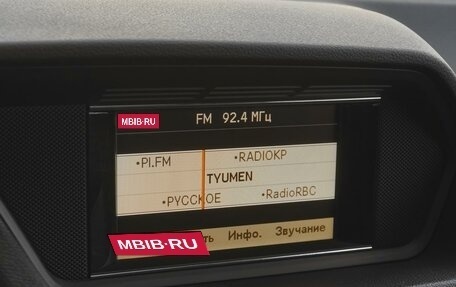 MBIB·RU
FM 92.4 МГц
•PI.FM •RADIOKP
TYUMEN
•РУССКОЕ •RadioRBC
MBIB·RU Инфо. Звучание